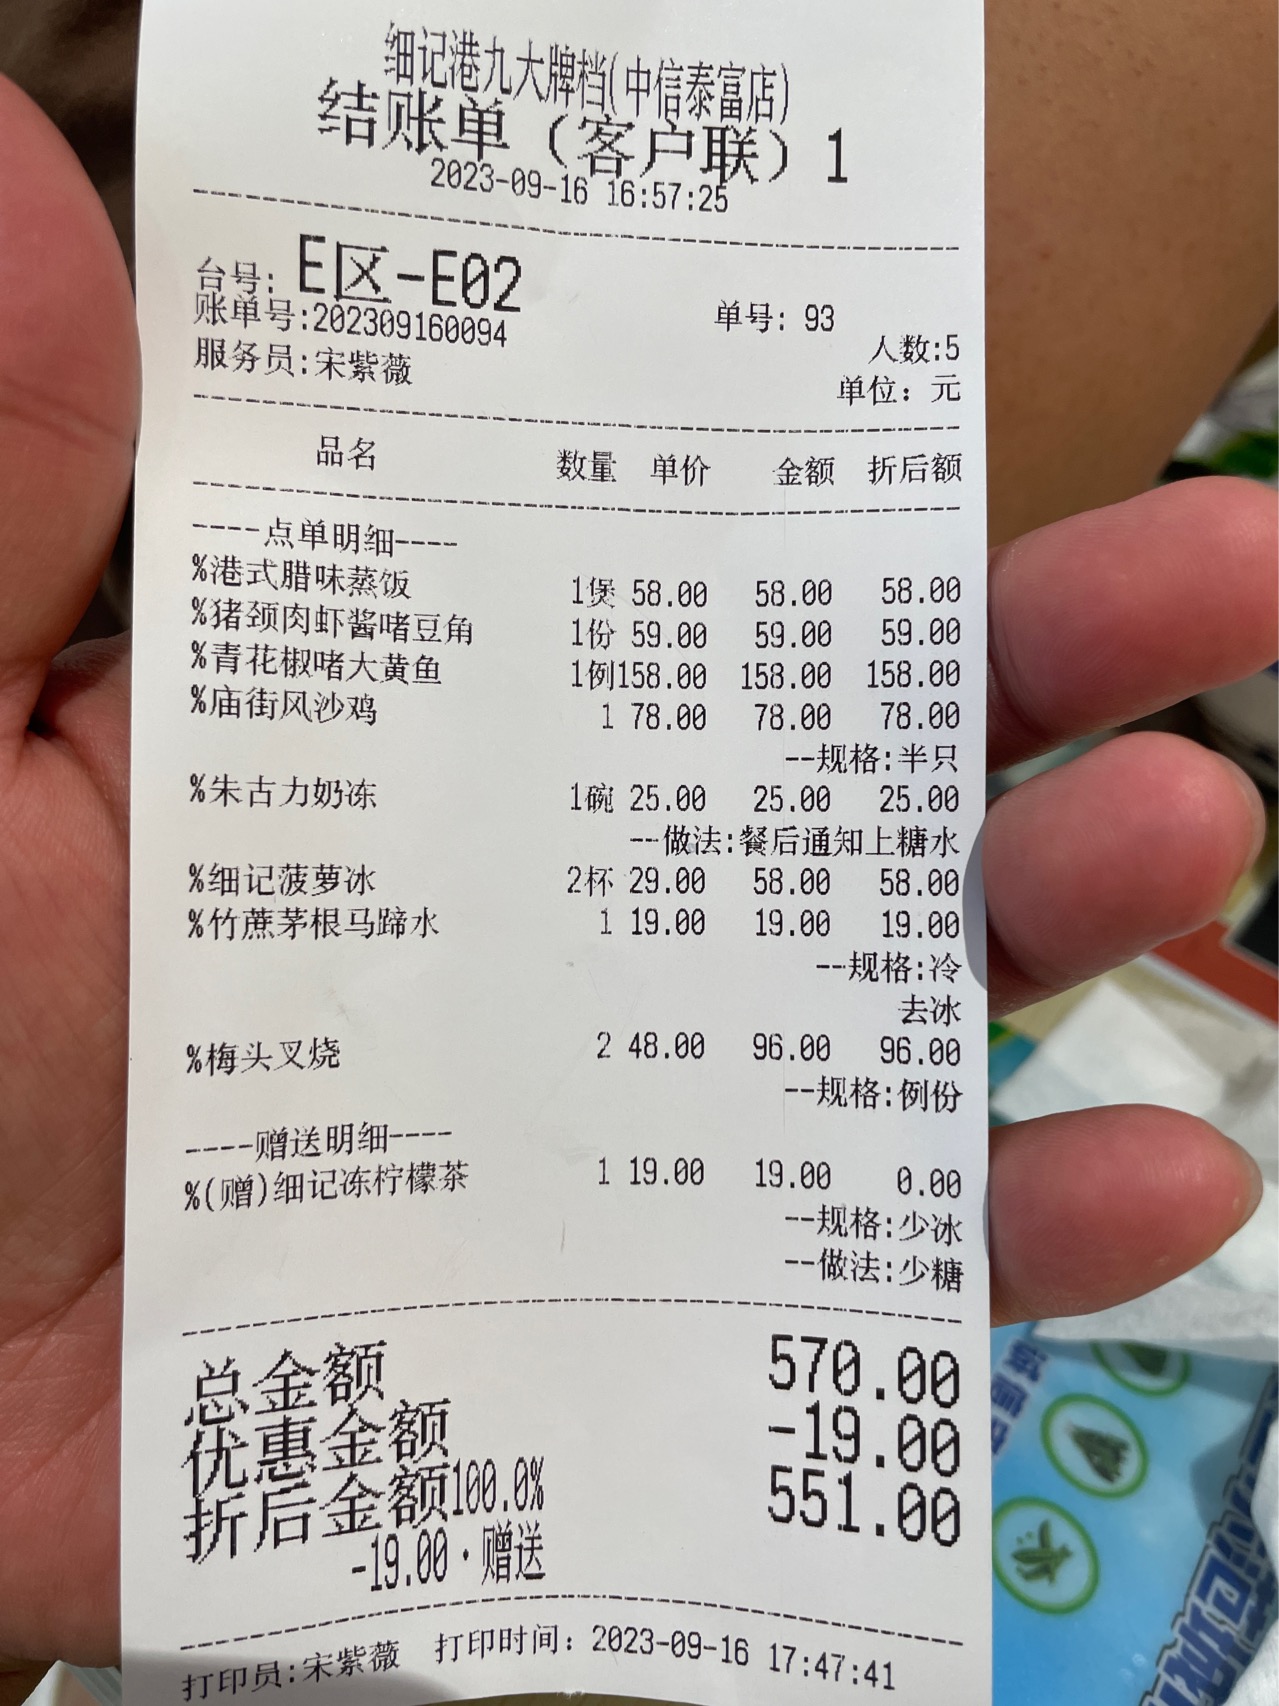 细记港九大牌档(中信泰富店)
结账单（客户联）1
2023-09-16 16:57:25
台号: E区-E02
单号: 93
账单号:202309160094
人数:5
服务员:宋紫薇
单位: 元
品名 数量 单价 金额 折后额
----点单明细----
%港式腊味蒸饭 1煲 58.00 58.00 58.00
%猪颈肉虾酱啫豆角 1份 59.00 59.00 59.00
%青花椒啫大黄鱼 1例158.00 158.00 158.00
%庙街风沙鸡 1 78.00 78.00 78.00
--规格:半只
%朱古力奶冻 1碗 25.00 25.00 25.00
--做法:餐后通知上糖水
%细记菠萝冰 2杯 29.00 58.00 58.00
%竹蔗茅根马蹄水 1 19.00 19.00 19.00
--规格:冷
去冰
%梅头叉烧 2 48.00 96.00 96.00
--规格:例份
----赠送明细----
%(赠)细记冻柠檬茶 1 19.00 19.00 0.00
--规格:少冰
--做法:少糖
总金额 570.00
优惠金额 -19.00
折后金额100.0% 551.00
-19.00·赠送
打印员:宋紫薇 打印时间: 2023-09-16 17:47:41